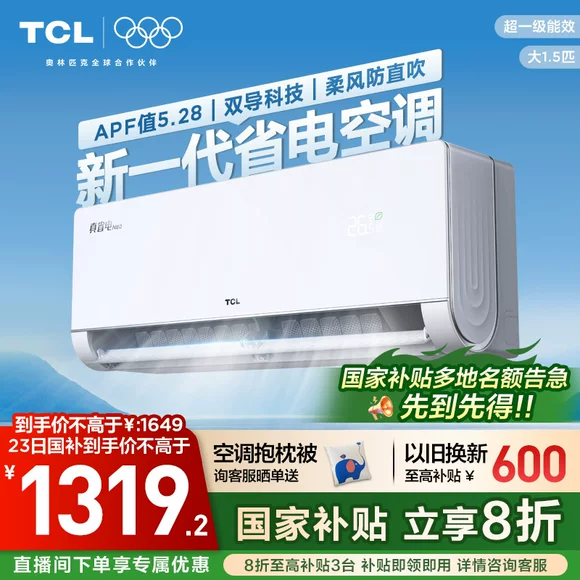 TCL
奥林匹克全球合作伙伴
超一级能效
大1.5匹
APF值5.28|双导科技|柔风防直吹
新一代省电空调
真省电Neo
TCL
国家补贴多地名额告急
先到先得!!
到手价不高于¥:1649
23日国补到手价不高于
¥1319.2
直播间下单享专属优惠
空调抱枕被
询客服晒单送
以旧换新
至高补贴¥600
国家补贴 立享8折
8折至高补贴3台 补贴即领即用 详情咨询客服